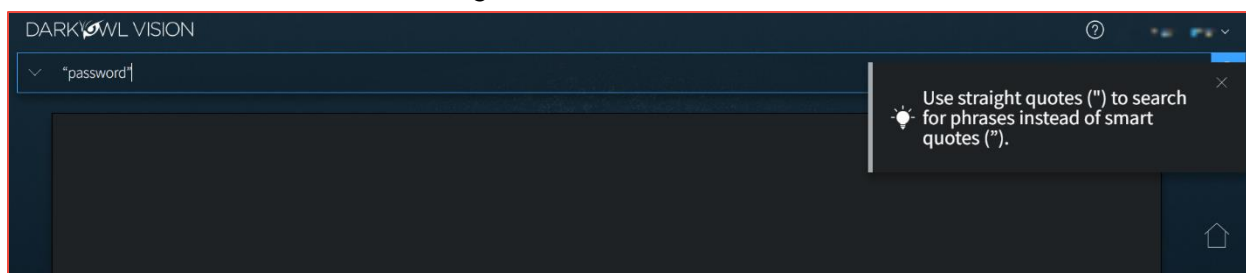 DARKOWL VISION
“password”
Use straight quotes (") to search
for phrases instead of smart
quotes (”).